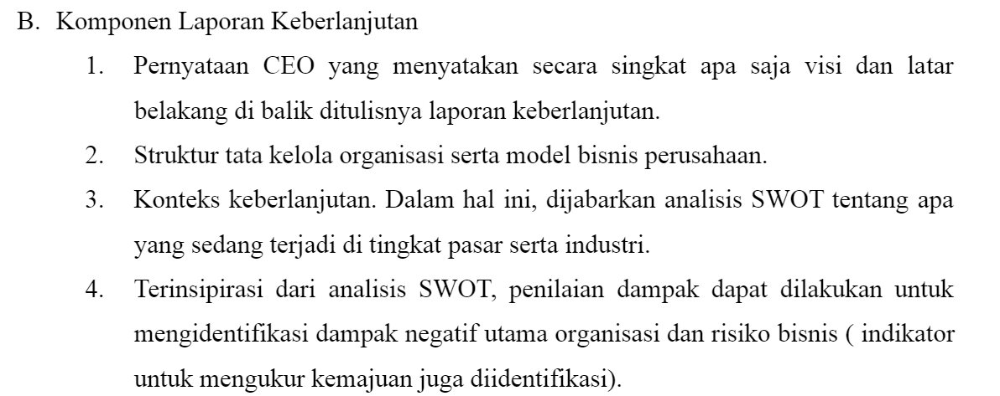 B. Komponen Laporan Keberlanjutan
1. Pernyataan CEO yang menyatakan secara singkat apa saja visi dan latar
belakang di balik ditulisnya laporan keberlanjutan.
2. Struktur tata kelola organisasi serta model bisnis perusahaan.
3. Konteks keberlanjutan. Dalam hal ini, dijabarkan analisis SWOT tentang apa
yang sedang terjadi di tingkat pasar serta industri.
4. Terinsipirasi dari analisis SWOT, penilaian dampak dapat dilakukan untuk
mengidentifikasi dampak negatif utama organisasi dan risiko bisnis ( indikator
untuk mengukur kemajuan juga diidentifikasi).